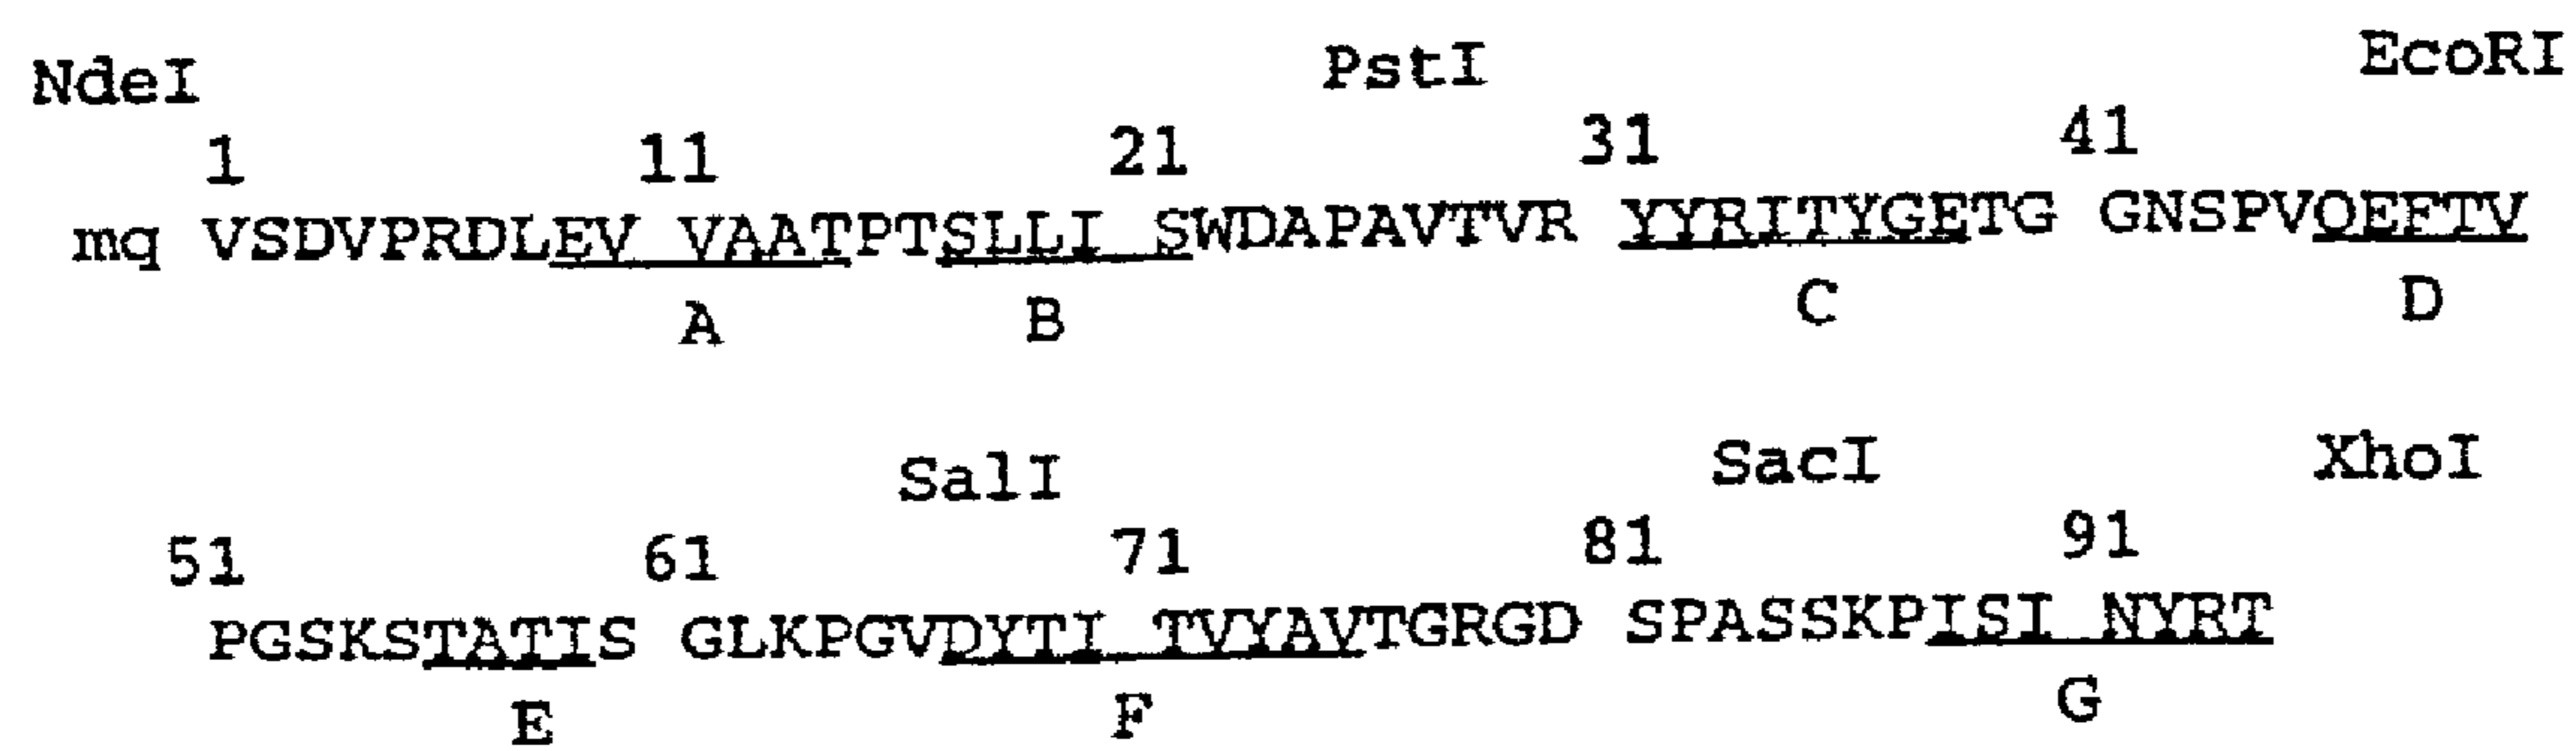 NdeI PstI EcoRI
1 11 21 31 41
mq VSDVPRDLEV VAATPTSLLI SWDAPAVTVR YYRITYGETG GNSPVQEFTV
A B C D
SalI SacI XhoI
51 61 71 81 91
PGSKSTATIS GLKPGVDYTI TVYAVTGRGD SPASSKPISI NYRT
E F G